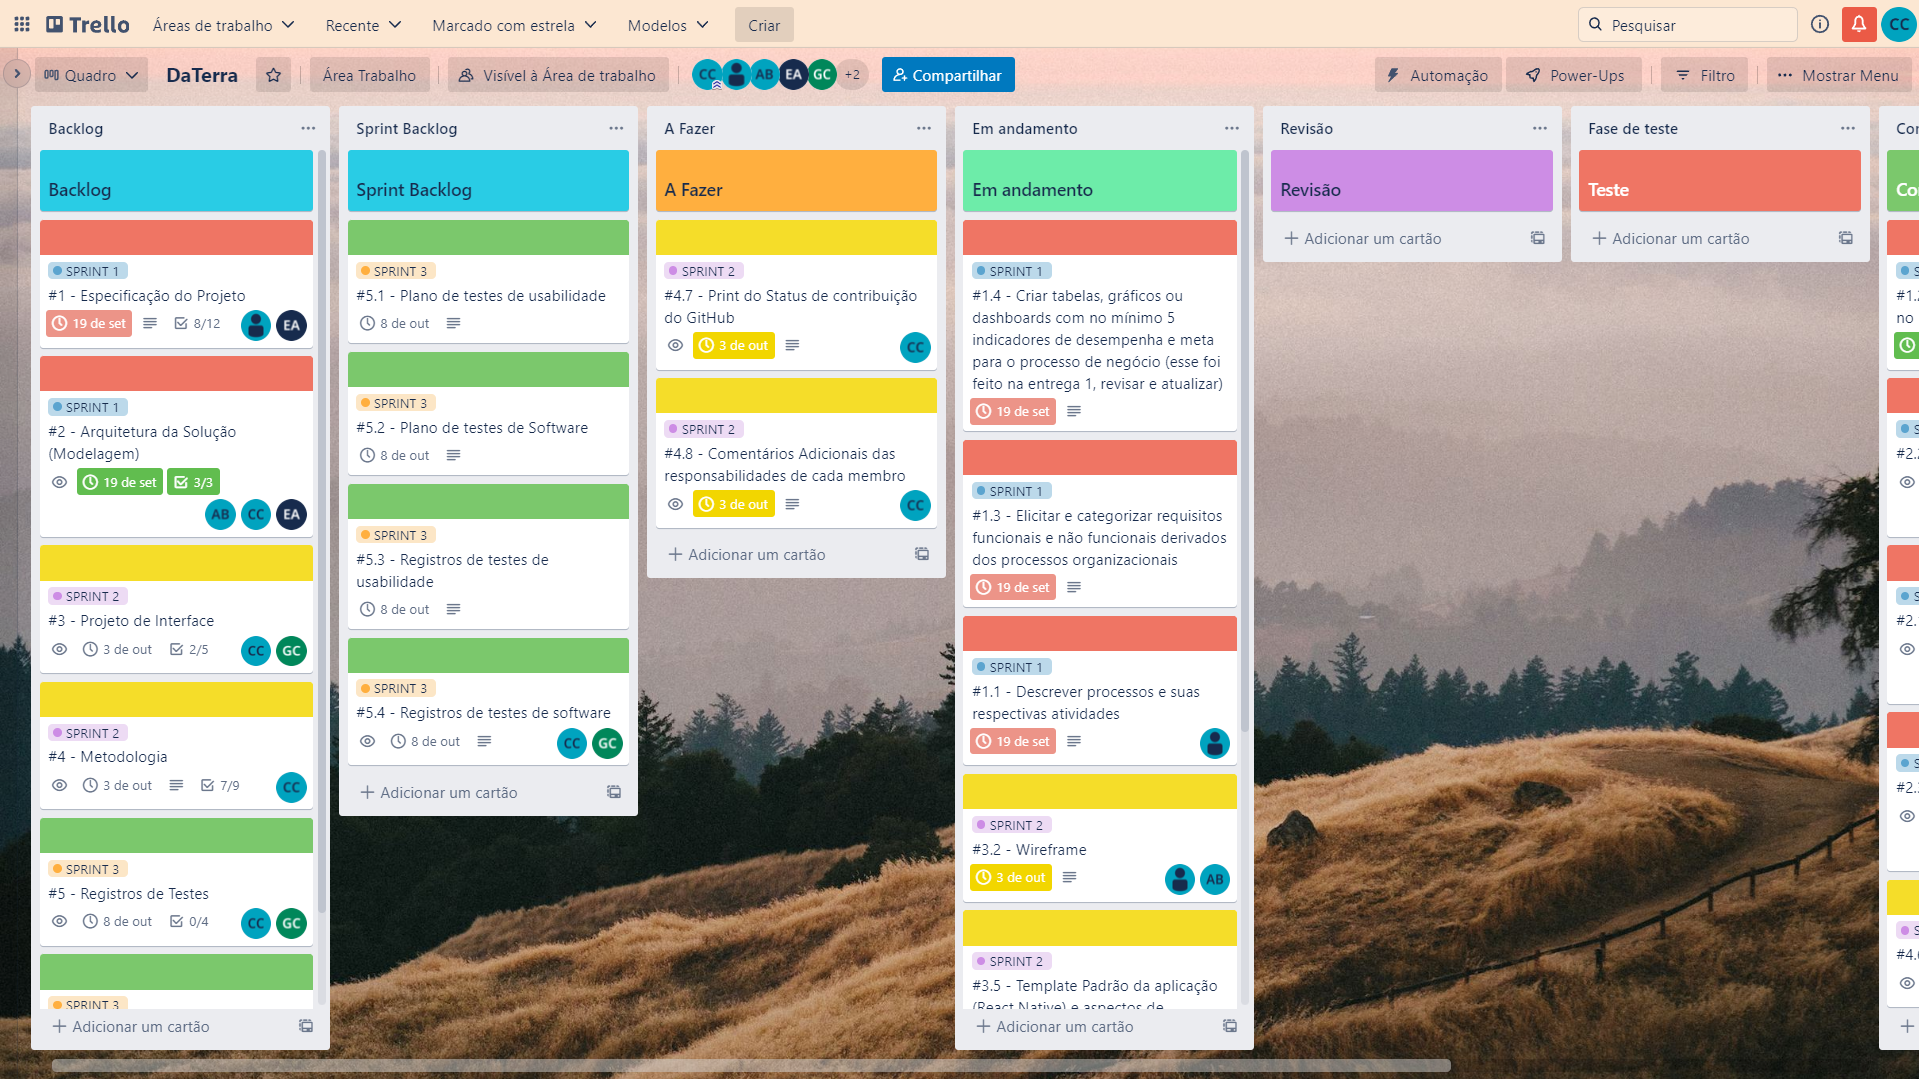 Trello
Áreas de trabalho
Recente
Marcado com estrela
Modelos
Criar
Pesquisar
CC
Quadro
DaTerra
Área Trabalho
Visível à Área de trabalho
CC
AB
EA
GC
+2
Compartilhar
Automação
Power-Ups
Filtro
Mostrar Menu
Backlog
Backlog
SPRINT 1
#1 - Especificação do Projeto
19 de set
8/12
EA
SPRINT 1
#2 - Arquitetura da Solução
(Modelagem)
19 de set
3/3
AB
CC
EA
SPRINT 2
#3 - Projeto de Interface
3 de out
2/5
CC
GC
SPRINT 2
#4 - Metodologia
3 de out
7/9
CC
SPRINT 3
#5 - Registros de Testes
8 de out
0/4
CC
GC
SPRINT 3
Adicionar um cartão
Sprint Backlog
Sprint Backlog
SPRINT 3
#5.1 - Plano de testes de usabilidade
8 de out
SPRINT 3
#5.2 - Plano de testes de Software
8 de out
SPRINT 3
#5.3 - Registros de testes de
usabilidade
8 de out
SPRINT 3
#5.4 - Registros de testes de software
8 de out
CC
GC
Adicionar um cartão
A Fazer
A Fazer
SPRINT 2
#4.7 - Print do Status de contribuição
do GitHub
3 de out
CC
SPRINT 2
#4.8 - Comentários Adicionais das
responsabilidades de cada membro
3 de out
CC
Adicionar um cartão
Em andamento
Em andamento
SPRINT 1
#1.4 - Criar tabelas, gráficos ou
dashboards com no mínimo 5
indicadores de desempenha e meta
para o processo de negócio (esse foi
feito na entrega 1, revisar e atualizar)
19 de set
SPRINT 1
#1.3 - Elicitar e categorizar requisitos
funcionais e não funcionais derivados
dos processos organizacionais
19 de set
SPRINT 1
#1.1 - Descrever processos e suas
respectivas atividades
19 de set
SPRINT 2
#3.2 - Wireframe
3 de out
AB
SPRINT 2
#3.5 - Template Padrão da aplicação
(React Native) e aspectos de
Adicionar um cartão
Revisão
Revisão
Adicionar um cartão
Fase de teste
Teste
Adicionar um cartão
no